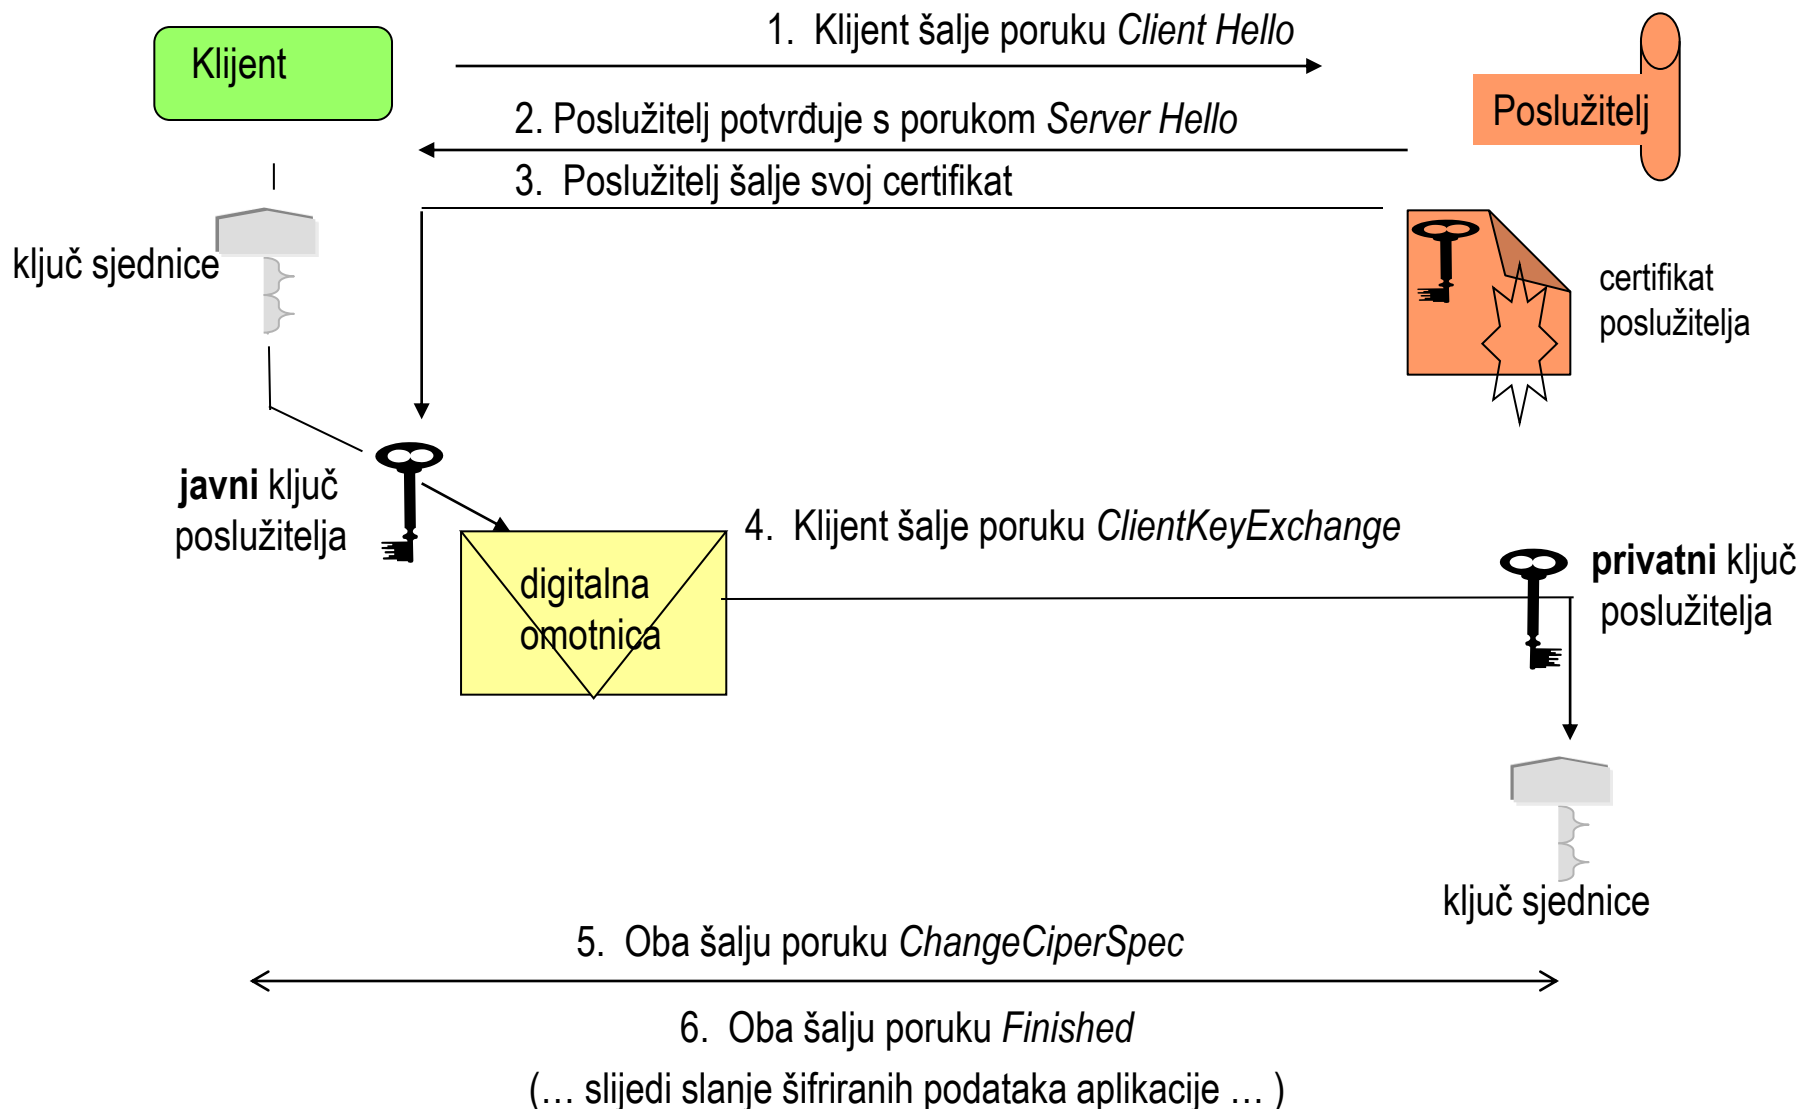 Klijent
1. Klijent šalje poruku Client Hello
Poslužitelj
2. Poslužitelj potvrđuje s porukom Server Hello
3. Poslužitelj šalje svoj certifikat
ključ sjednice
certifikat
poslužitelja
javni ključ
poslužitelja
4. Klijent šalje poruku ClientKeyExchange
digitalna
omotnica
privatni ključ
poslužitelja
ključ sjednice
5. Oba šalju poruku ChangeCiperSpec
6. Oba šalju poruku Finished
(… slijedi slanje šifriranih podataka aplikacije … )